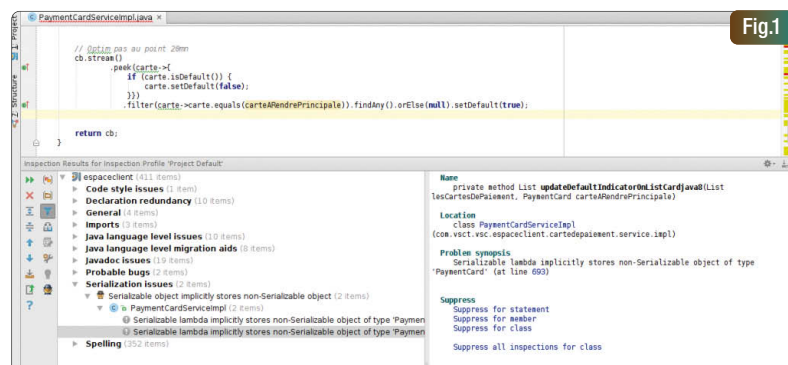 Fig.1
PaymentCardServiceImpl.java ×
1: Project
7: Structure
// Optim pas au point 20mn
cb.stream()
.peek(carte->{
if (carte.isDefault()) {
carte.setDefault(false);
}})
.filter(carte->carte.equals(carteARendrePrincipale)).findAny().orElse(null).setDefault(true);
return cb;
}
Inspection Results for Inspection Profile 'Project Default'
espaceclient (411 items)
Code style issues (1 item)
Declaration redundancy (10 items)
General (4 items)
Imports (3 items)
Java language level issues (10 items)
Java language level migration aids (8 items)
Javadoc issues (19 items)
Probable bugs (2 items)
Serialization issues (2 items)
Serializable object implicitly stores non-Serializable object (2 items)
PaymentCardServiceImpl (2 items)
Serializable lambda implicitly stores non-Serializable object of type 'Paymen
Serializable lambda implicitly stores non-Serializable object of type 'Paymen
Spelling (352 items)
Name
private method List updateDefaultIndicatorOnListCardjava8(List
lesCartesDePaiement, PaymentCard carteARendrePrincipale)
Location
class PaymentCardServiceImpl
(com.vsct.vsc.espaceclient.cartedepaiement.service.impl)
Problem synopsis
Serializable lambda implicitly stores non-Serializable object of type
'PaymentCard' (at line 693)
Suppress
Suppress for statement
Suppress for member
Suppress for class
Suppress all inspections for class